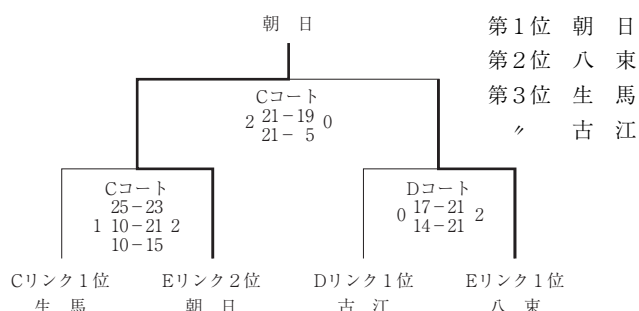 朝 日
第1位 朝 日
第2位 八 束
第3位 生 馬
〃 古 江
Cコート
2 21-19 0
21- 5
Cコート
25-23
1 10-21 2
10-15
Dコート
0 17-21 2
14-21
Cリンク1位 Eリンク2位 Dリンク1位 Eリンク1位
生 馬 朝 日 古 江 八 束